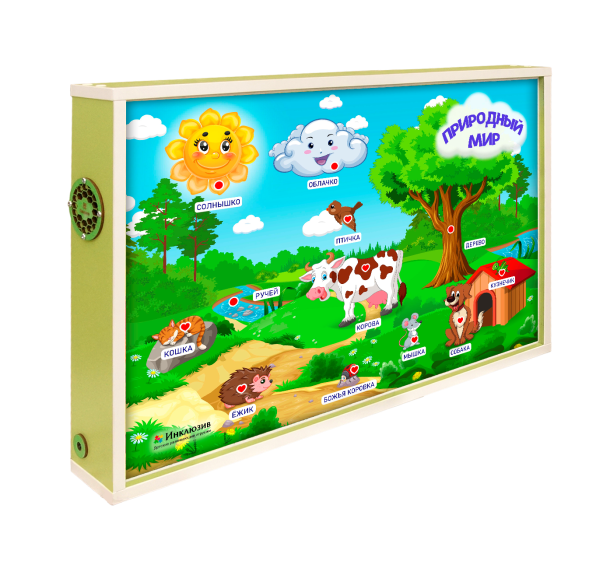 ПРИРОДНЫЙ
МИР
СОЛНЫШКО
ОБЛАЧКО
ПТИЧКА
ДЕРЕВО
РУЧЕЙ
КУЗНЕЧИК
КОРОВА
КОШКА
МЫШКА
СОБАКА
БОЖЬЯ КОРОВКА
ЁЖИК
Инклюзив